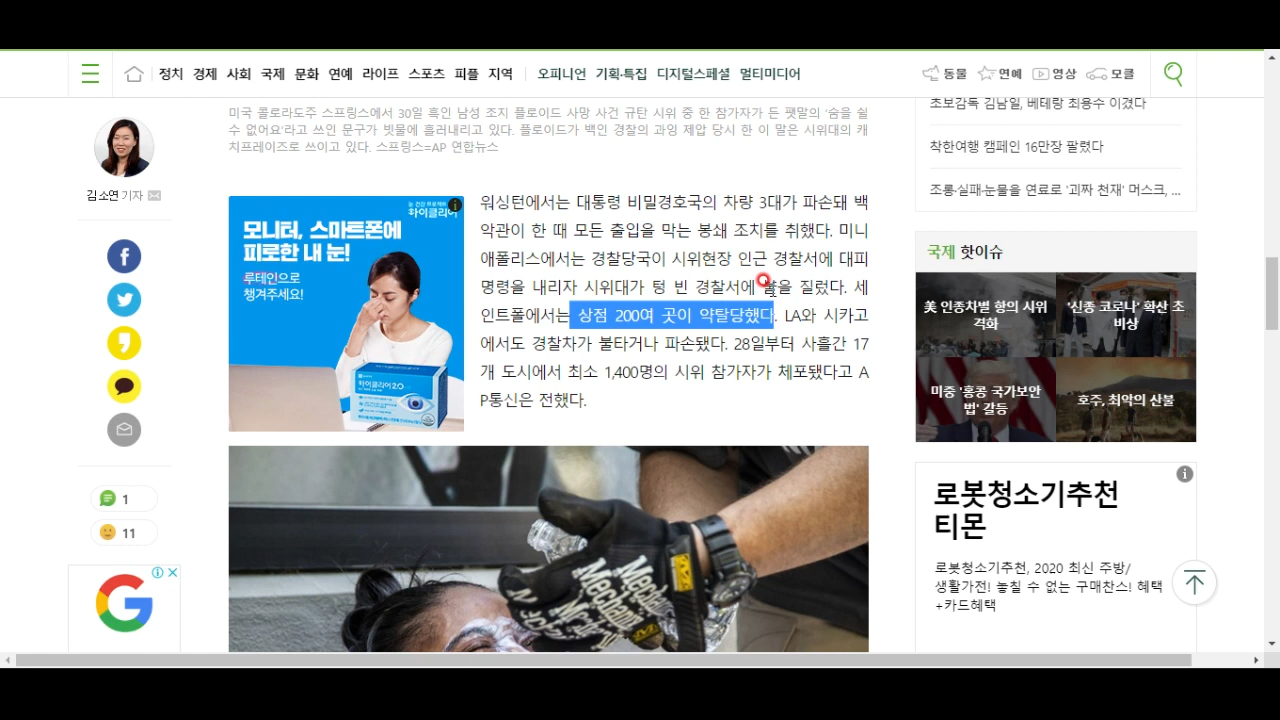 정치 경제 사회 국제 문화 연예 라이프 스포츠 피플 지역 오피니언 기획·특집 디지털스페셜 멀티미디어 동물 연예 영상 모클
미국 콜로라도주 스프링스에서 30일 흑인 남성 조지 플로이드 사망 사건 규탄 시위 중 한 참가자가 든 팻말의 '숨을 쉴
수 없어요'라고 쓰인 문구가 빗물에 흘러내리고 있다. 플로이드가 백인 경찰의 과잉 제압 당시 한 이 말은 시위대의 캐
치프레이즈로 쓰이고 있다. 스프링스=AP 연합뉴스
김소연 기자
1
11
눈 건강 프로젝트
하이클리어
모니터, 스마트폰에
피로한 내 눈!
루테인으로
챙겨주세요!
하이클리어 2.0
워싱턴에서는 대통령 비밀경호국의 차량 3대가 파손돼 백
악관이 한 때 모든 출입을 막는 봉쇄 조치를 취했다. 미니
애폴리스에서는 경찰당국이 시위현장 인근 경찰서에 대피
명령을 내리자 시위대가 텅 빈 경찰서에 을 질렀다. 세
인트폴에서는 상점 200여 곳이 약탈당했다. LA와 시카고
에서도 경찰차가 불타거나 파손됐다. 28일부터 사흘간 17
개 도시에서 최소 1,400명의 시위 참가자가 체포됐다고 A
P통신은 전했다.
Mechanix
Mechanix
초보감독 김남일, 베테랑 최용수 이겼다
착한여행 캠페인 16만장 팔렸다
조롱·실패·눈물을 연료로 '괴짜 천재' 머스크, ...
국제 핫이슈
美 인종차별 항의 시위
격화
'신종 코로나' 확산 초
비상
미중 '홍콩 국가보안
법' 갈등
호주, 최악의 산불
로봇청소기추천
티몬
로봇청소기추천, 2020 최신 주방/
생활가전! 놓칠 수 없는 구매찬스! 혜택
+카드혜택